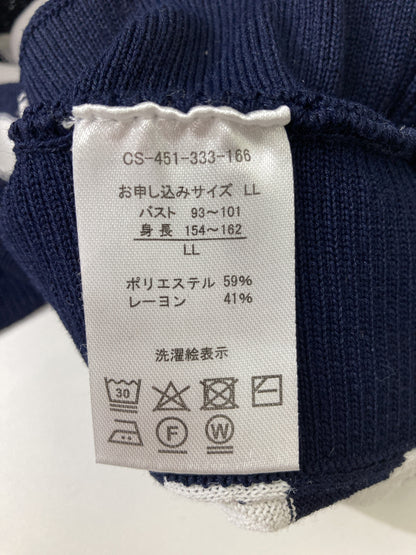 CS-451-333-166
お申し込みサイズ LL
バスト 93～101
身長 154～162
LL
ポリエステル 59%
レーヨン 41%
洗濯絵表示
30
F W